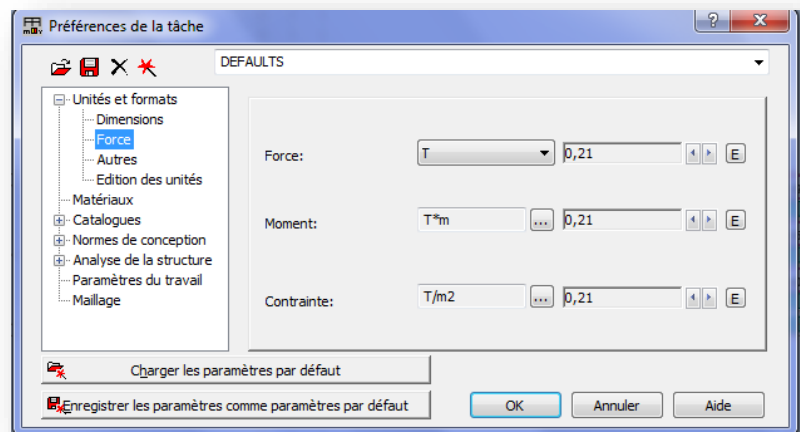 Préférences de la tâche
DEFAULTS
Unités et formats
Dimensions
Force
Autres
Edition des unités
Matériaux
Catalogues
Normes de conception
Analyse de la structure
Paramètres du travail
Maillage
Force: T 0,21 E
Moment: T*m ... 0,21 E
Contrainte: T/m2 ... 0,21 E
Charger les paramètres par défaut
Enregistrer les paramètres comme paramètres par défaut
OK Annuler Aide